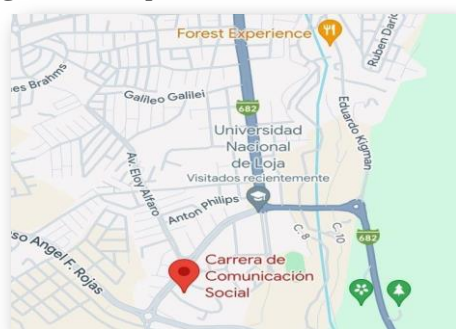 Forest Experience
Ruben Darío
es Brahms
Galileo Galilei
682
Eduardo Kigman
Universidad
Nacional
de Loja
Visitados recientemente
Av. Eloy Alfaro
Anton Philips
C. 8
C. 10
682
so Angel F. Rojas
Carrera de
Comunicación
Social